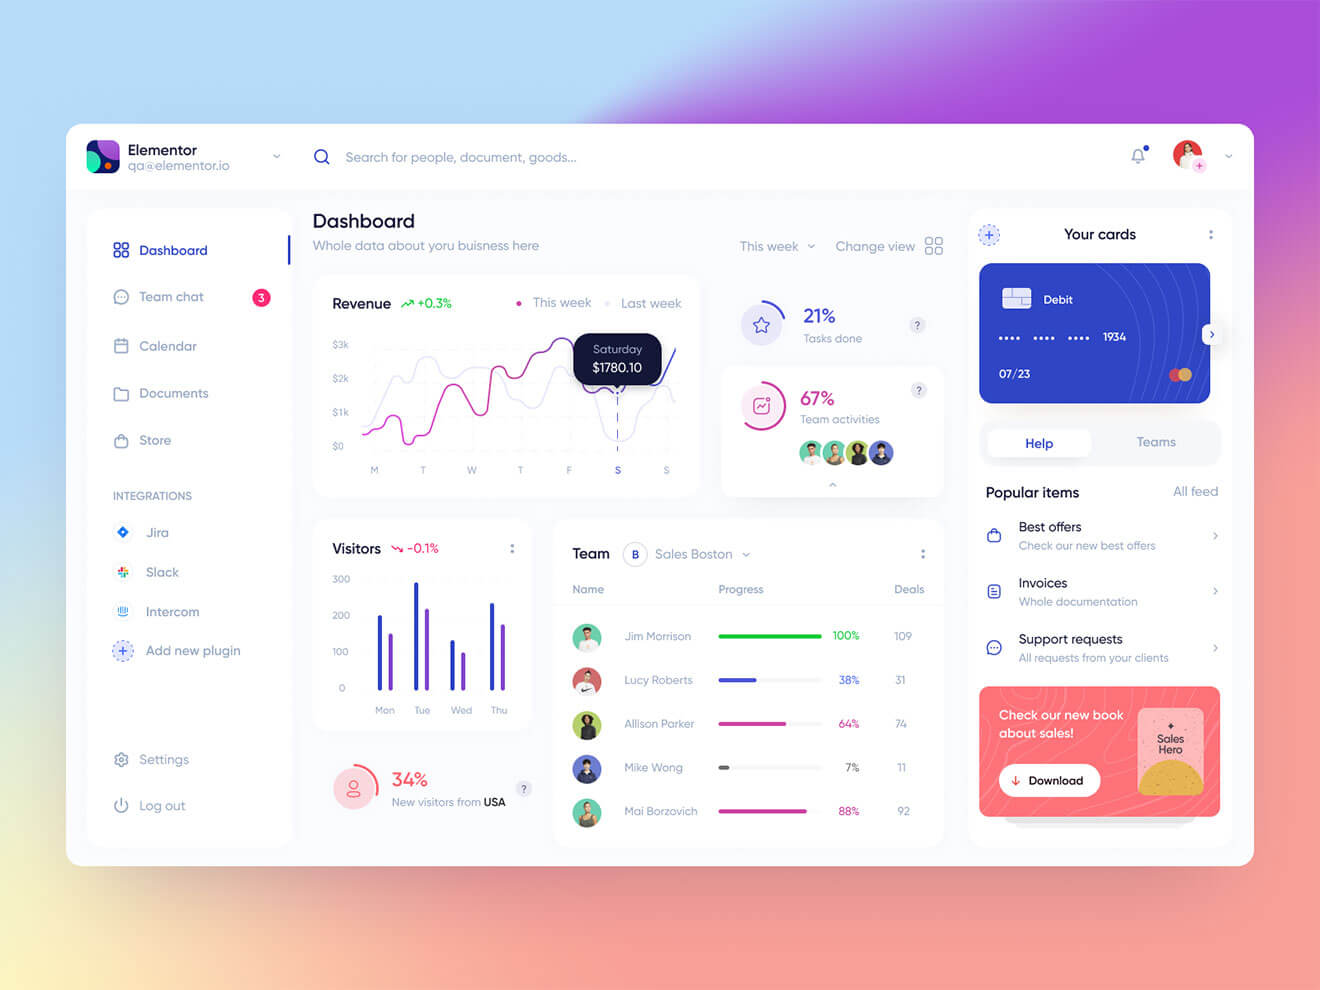 Elementor
qa@elementor.io
Search for people, document, goods...
Dashboard
Team chat
3
Calendar
Documents
Store
INTEGRATIONS
Jira
Slack
Intercom
Add new plugin
Settings
Log out
Dashboard
Whole data about yoru buisness here
This week
Change view
Revenue
+0.3%
This week
Last week
$3k
$2k
$1k
$0
Saturday
$1780.10
M T W T F S S
21%
Tasks done
?
67%
Team activities
?
Visitors
-0.1%
300
200
100
0
Mon Tue Wed Thu
34%
New visitors from USA
?
Team
B
Sales Boston
Name Progress Deals
Jim Morrison 100% 109
Lucy Roberts 38% 31
Allison Parker 64% 74
Mike Wong 7% 11
Mai Borzovich 88% 92
Your cards
Debit
•••• •••• •••• 1934
07/23
Help
Teams
Popular items
All feed
Best offers
Check our new best offers
Invoices
Whole documentation
Support requests
All requests from your clients
Check our new book
about sales!
Download
Sales
Hero